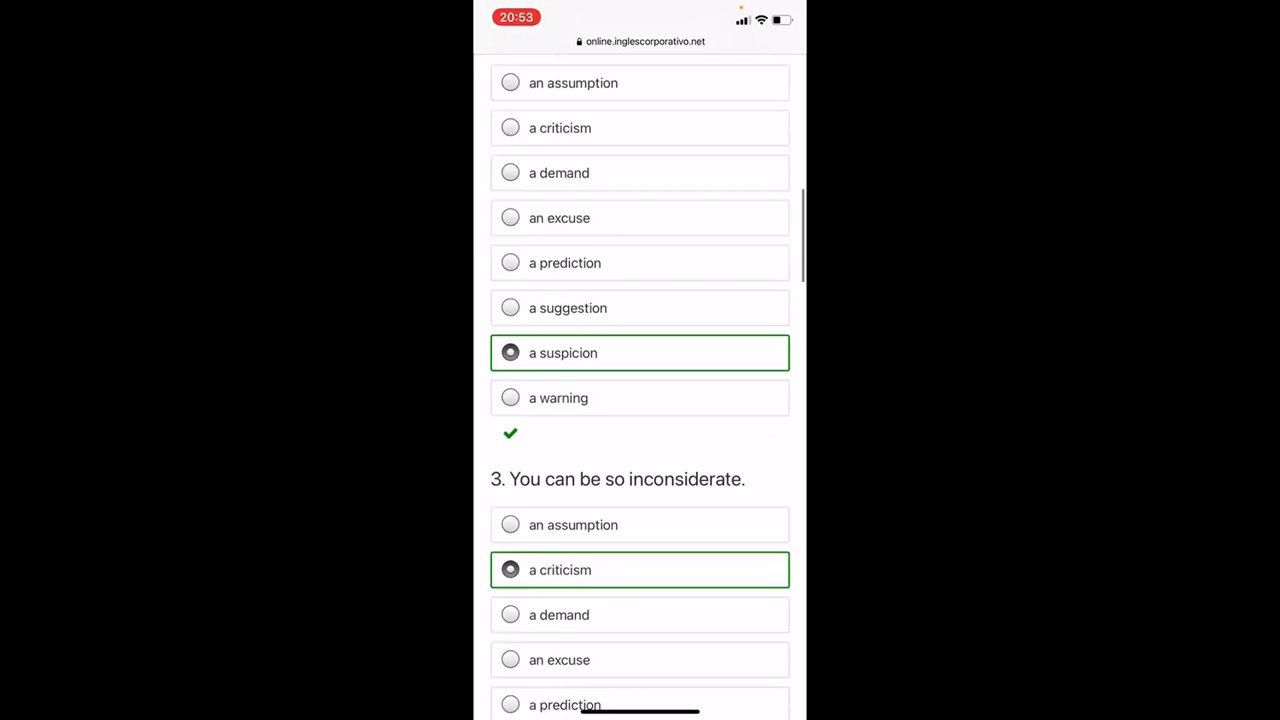 20:53
online.inglescorporativo.net
an assumption
a criticism
a demand
an excuse
a prediction
a suggestion
a suspicion
a warning
3. You can be so inconsiderate.
an assumption
a criticism
a demand
an excuse
a prediction